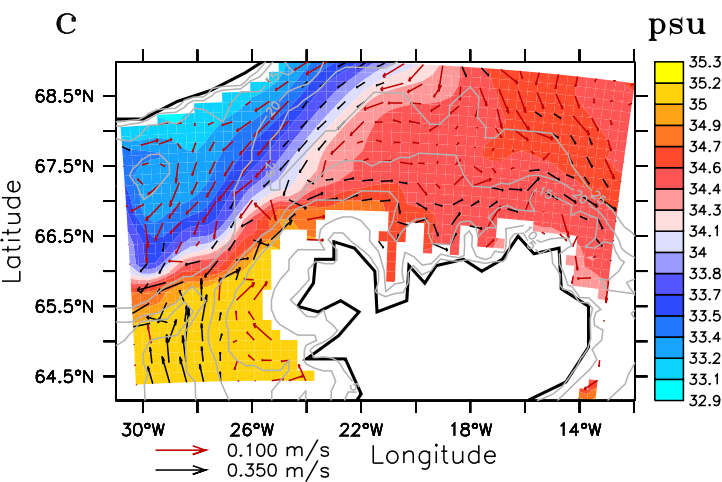 c
psu
35.3
35.2
35
34.9
34.7
34.6
34.4
34.3
34.1
34
33.8
33.7
33.5
33.4
33.2
33.1
32.9
68.5°N
67.5°N
66.5°N
65.5°N
64.5°N
Latitude
30°W 26°W 22°W 18°W 14°W
Longitude
0.100 m/s
0.350 m/s